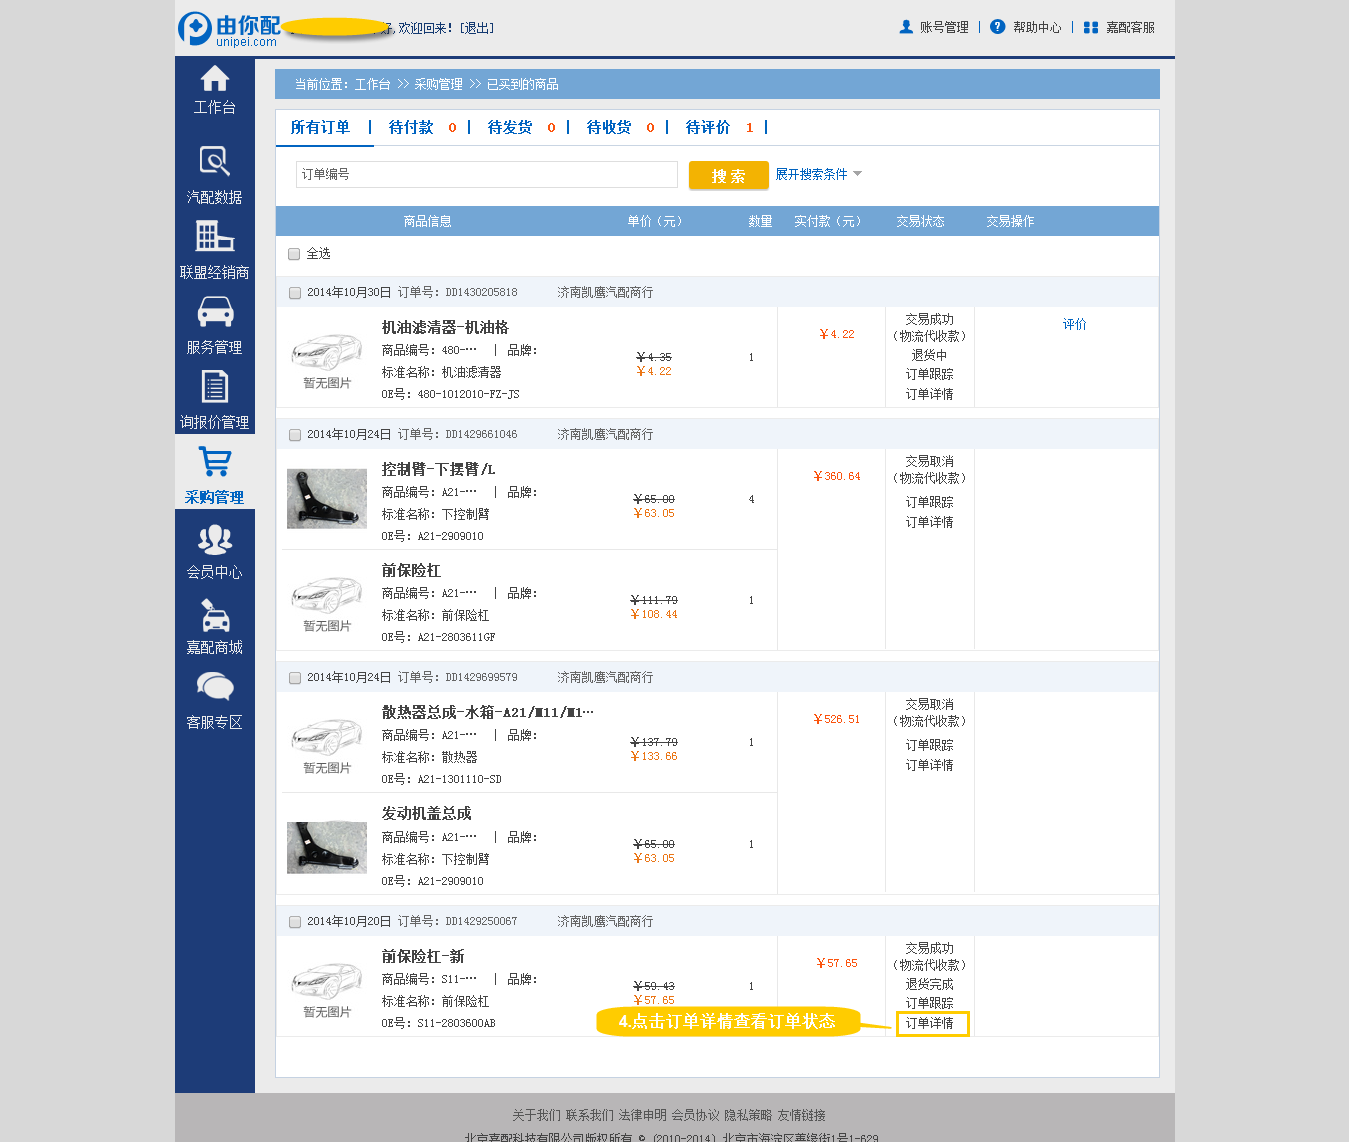 由你配
unipei.com
好, 欢迎回来! [退出]
账号管理 | 帮助中心 | 嘉配客服
工作台
汽配数据
联盟经销商
服务管理
询报价管理
采购管理
会员中心
嘉配商城
客服专区
当前位置: 工作台 >> 采购管理 >> 已买到的商品
所有订单 | 待付款 0 | 待发货 0 | 待收货 0 | 待评价 1 |
订单编号
搜 索
展开搜索条件
商品信息 单价 (元) 数量 实付款 (元) 交易状态 交易操作
全选
2014年10月30日 订单号: DD1430205818 济南凯鹰汽配商行
暂无图片
机油滤清器-机油格
商品编号: 480-… | 品牌:
标准名称: 机油滤清器
OE号: 480-1012010-FZ-JS
￥4.35
￥4.22
1
￥4.22
交易成功
(物流代收款)
退货中
订单跟踪
订单详情
评价
2014年10月24日 订单号: DD1429661046 济南凯鹰汽配商行
控制臂-下摆臂/L
商品编号: A21-… | 品牌:
标准名称: 下控制臂
OE号: A21-2909010
￥65.00
￥63.05
4
￥360.64
交易取消
(物流代收款)
订单跟踪
订单详情
暂无图片
前保险杠
商品编号: A21-… | 品牌:
标准名称: 前保险杠
OE号: A21-2803611GF
￥111.79
￥108.44
1
2014年10月24日 订单号: DD1429699579 济南凯鹰汽配商行
暂无图片
散热器总成-水箱-A21/M11/M1…
商品编号: A21-… | 品牌:
标准名称: 散热器
OE号: A21-1301110-SD
￥137.79
￥133.66
1
￥526.51
交易取消
(物流代收款)
订单跟踪
订单详情
发动机盖总成
商品编号: A21-… | 品牌:
标准名称: 下控制臂
OE号: A21-2909010
￥65.00
￥63.05
1
2014年10月20日 订单号: DD1429250067 济南凯鹰汽配商行
暂无图片
前保险杠-新
商品编号: S11-… | 品牌:
标准名称: 前保险杠
OE号: S11-2803600AB
￥59.43
￥57.65
1
￥57.65
交易成功
(物流代收款)
退货完成
订单跟踪
订单详情
4.点击订单详情查看订单状态
关于我们 联系我们 法律申明 会员协议 隐私策略 友情链接
北京嘉配科技有限公司版权所有 © (2010-2014) 北京市海淀区善缘街1号1-629